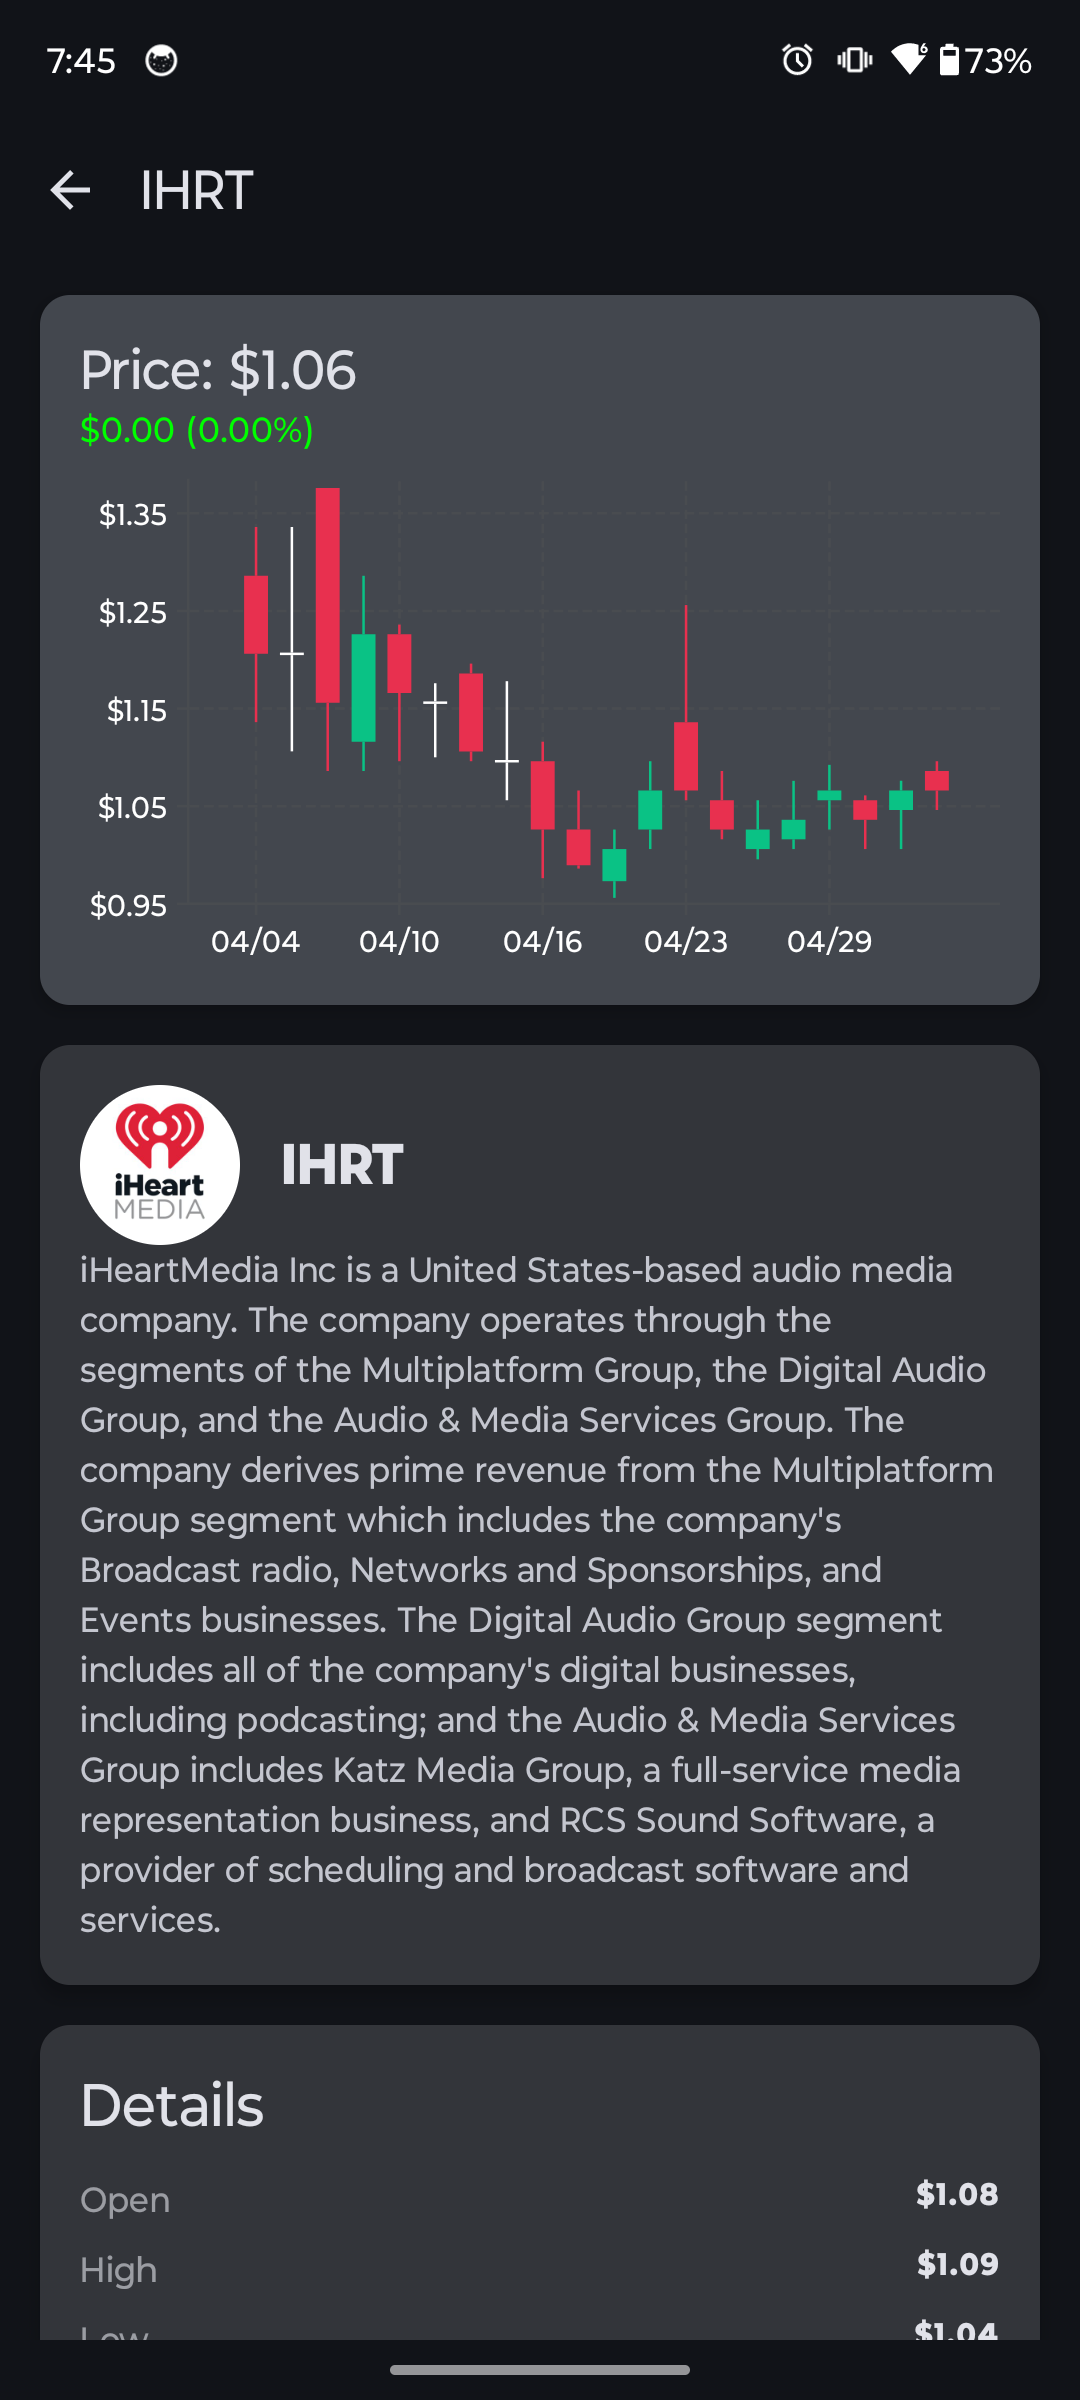 7:45
6
73%
IHRT
Price: $1.06
$0.00 (0.00%)
$1.35
$1.25
$1.15
$1.05
$0.95
04/04 04/10 04/16 04/23 04/29
iHeart
MEDIA
IHRT
iHeartMedia Inc is a United States-based audio media
company. The company operates through the
segments of the Multiplatform Group, the Digital Audio
Group, and the Audio & Media Services Group. The
company derives prime revenue from the Multiplatform
Group segment which includes the company's
Broadcast radio, Networks and Sponsorships, and
Events businesses. The Digital Audio Group segment
includes all of the company's digital businesses,
including podcasting; and the Audio & Media Services
Group includes Katz Media Group, a full-service media
representation business, and RCS Sound Software, a
provider of scheduling and broadcast software and
services.
Details
Open $1.08
High $1.09
Low $1.04